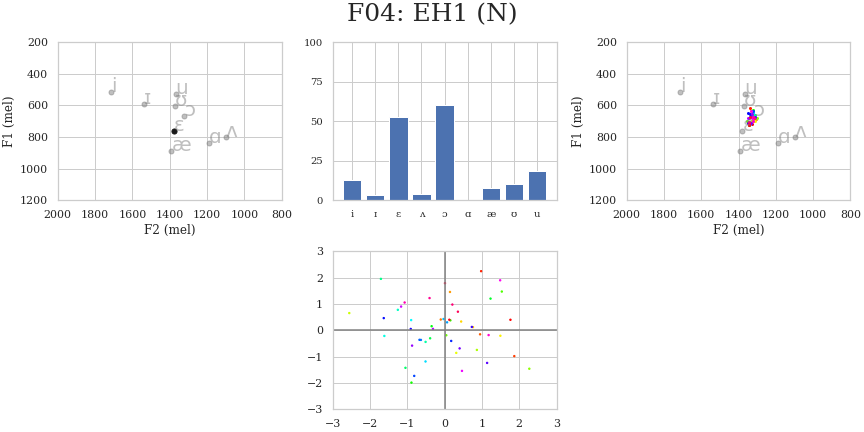 F04: EH1 (N)
200
400
600
800
1000
1200
F1 (mel)
2000 1800 1600 1400 1200 1000 800
F2 (mel)
i
ɪ
u
ʊ
ɔ
ɛ
æ
ɑ
ʌ
100
75
50
25
0
i ɪ ɛ ʌ ɔ ɑ æ ʊ u
200
400
600
800
1000
1200
F1 (mel)
2000 1800 1600 1400 1200 1000 800
F2 (mel)
i
ɪ
u
ʊ
ɔ
æ
ɑ
ʌ
3
2
1
0
−1
−2
−3
−3 −2 −1 0 1 2 3